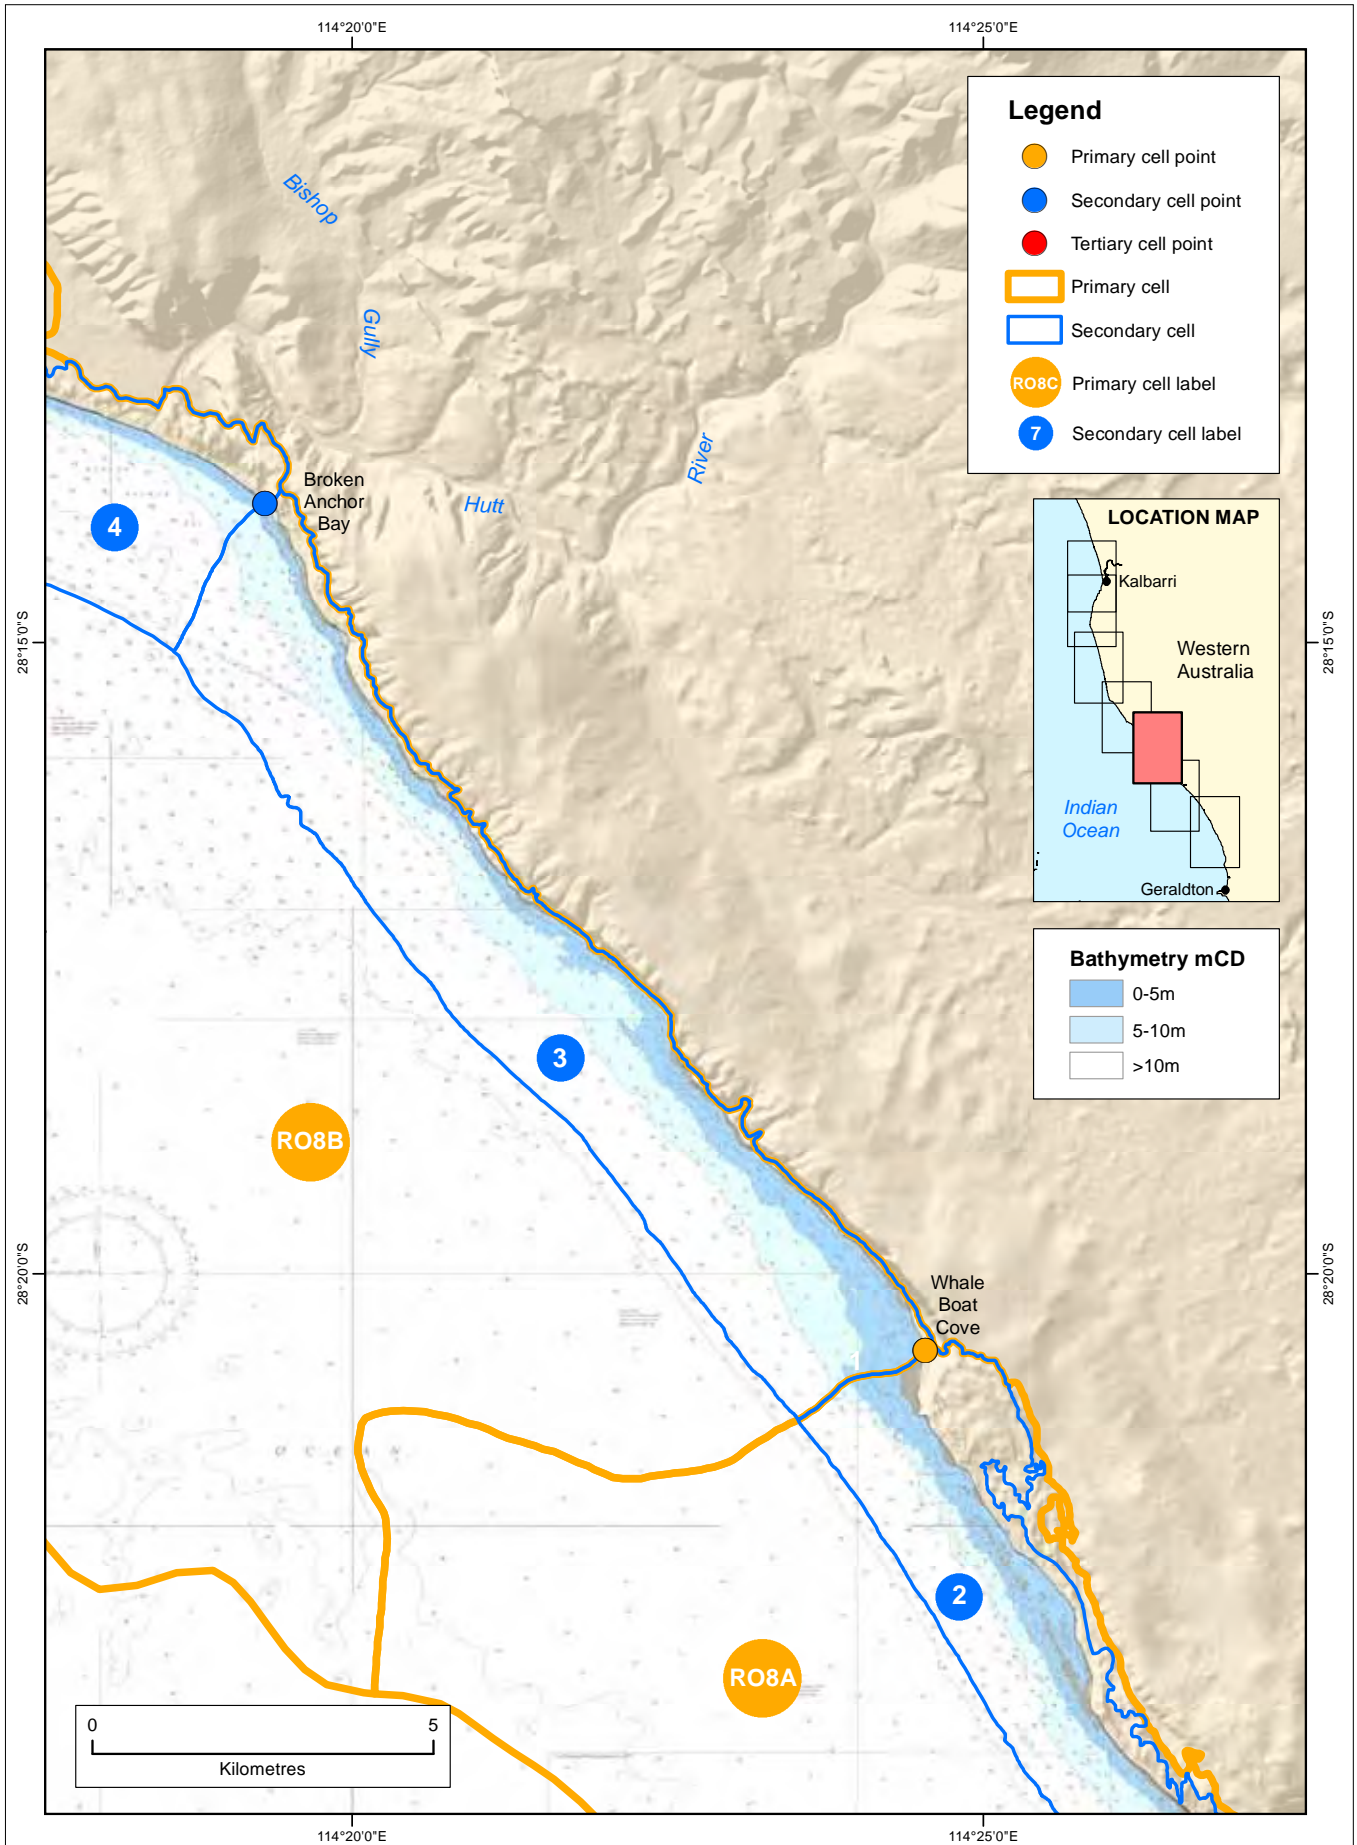 114°20'0"E
114°25'0"E
Legend
Primary cell point
Secondary cell point
Tertiary cell point
Primary cell
Secondary cell
RO8C
Primary cell label
7
Secondary cell label
Bishop
Gully
Hutt
River
Broken
Anchor
Bay
4
28°15'0"S
28°15'0"S
LOCATION MAP
Kalbarri
Western
Australia
Indian
Ocean
Geraldton
Bathymetry mCD
0-5m
5-10m
>10m
3
RO8B
28°20'0"S
28°20'0"S
Whale
Boat
Cove
OCEAN
2
RO8A
0
5
Kilometres
114°20'0"E
114°25'0"E